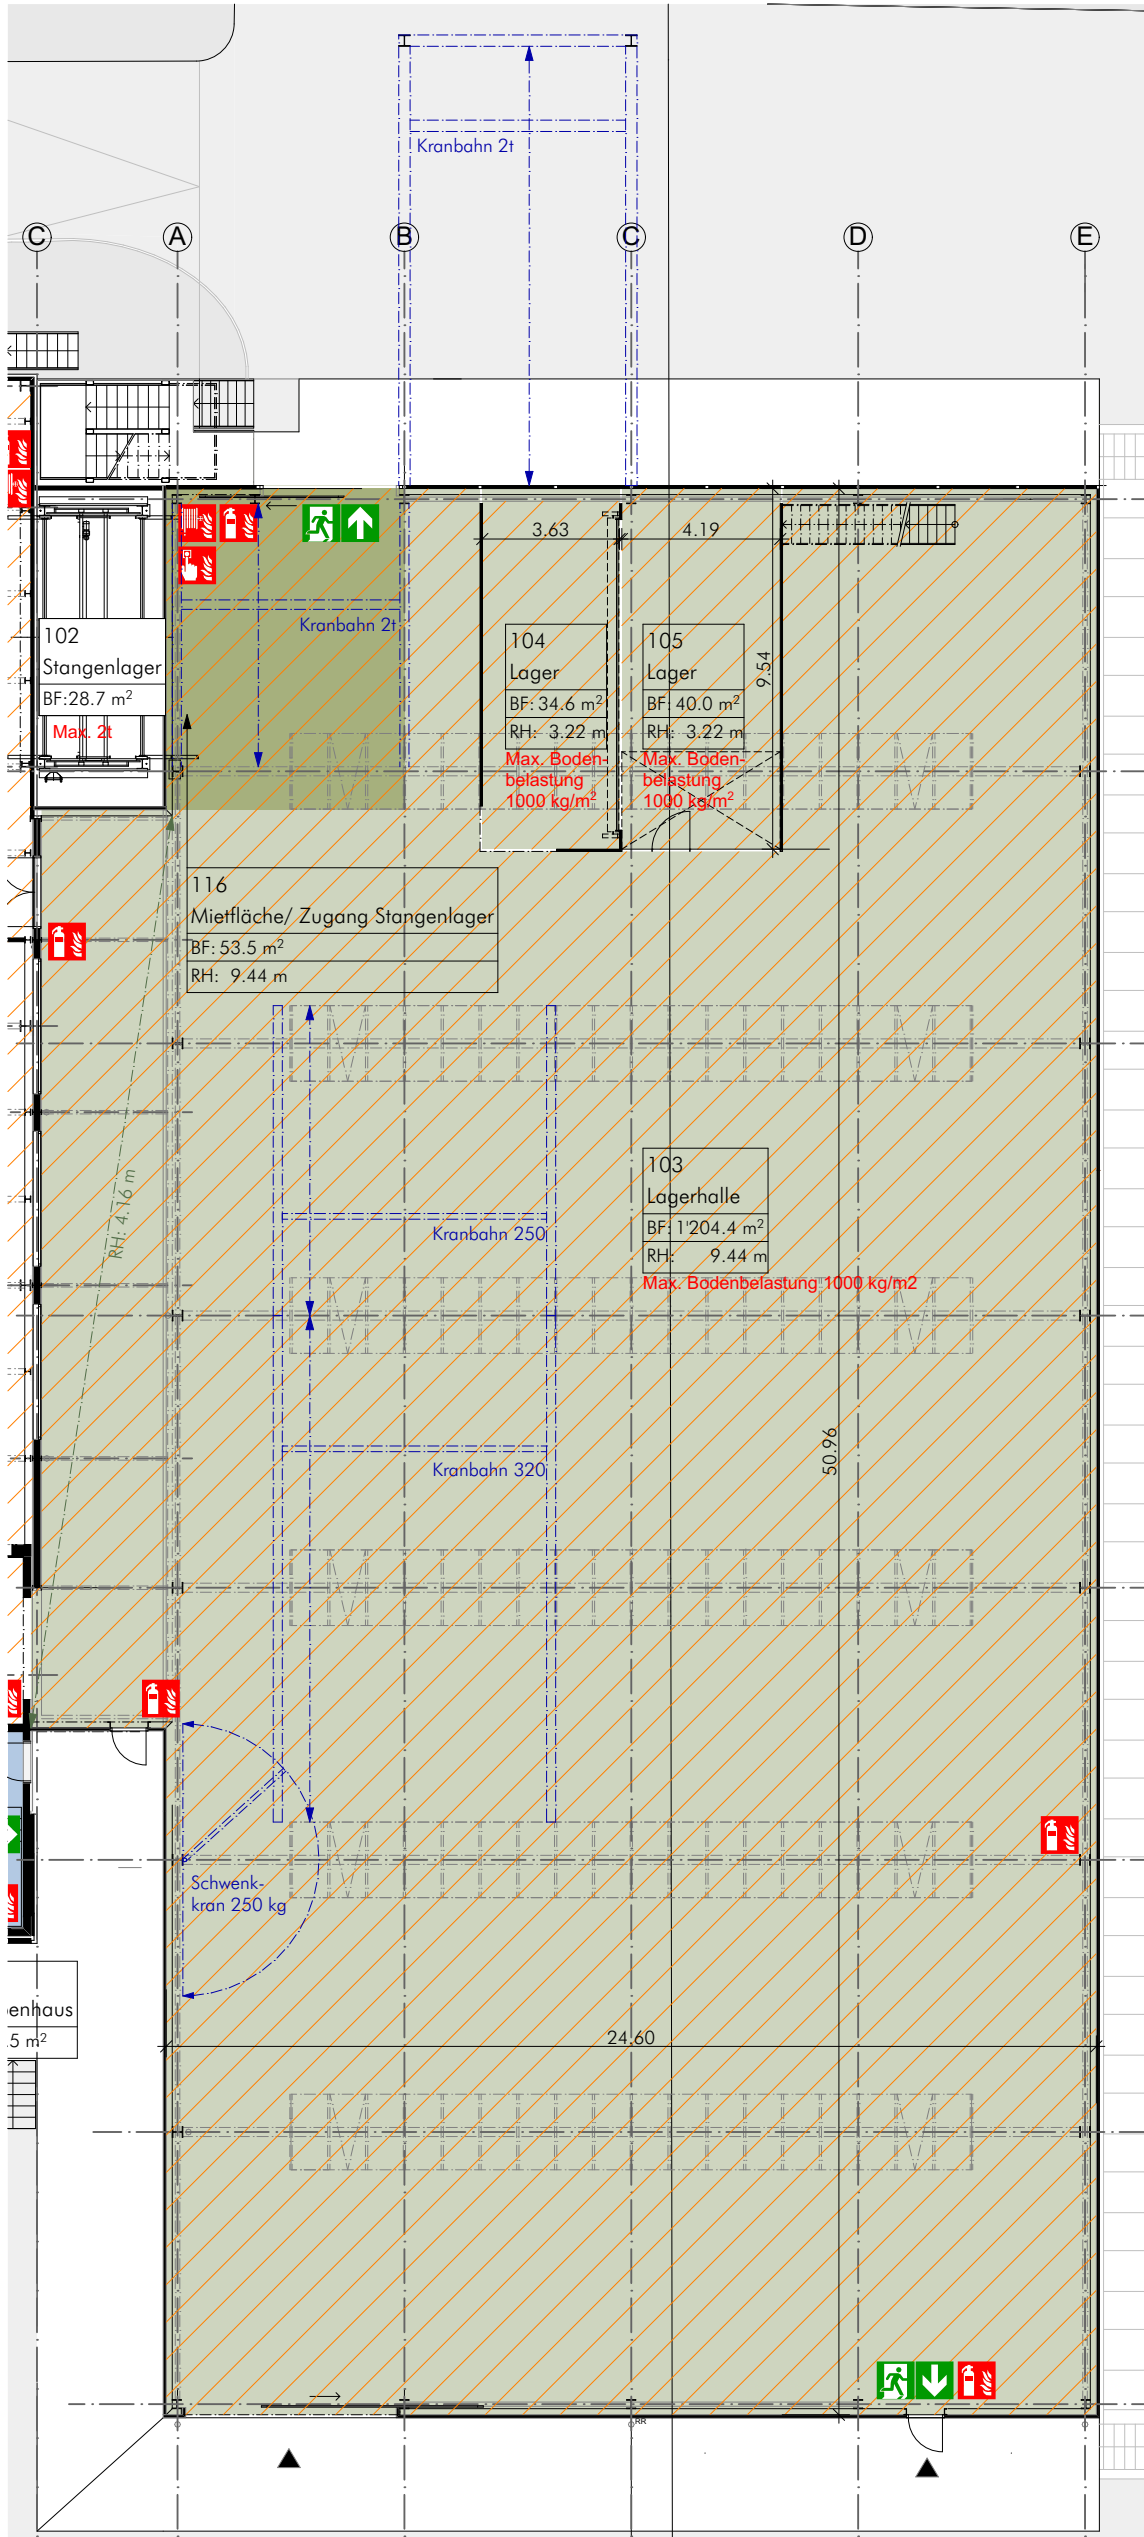 Kranbahn 2t
C
A
B
C
D
E
3.63
4.19
Kranbahn 2t
102
Stangenlager
BF:28.7 m²
Max. 2t
104
Lager
BF: 34.6 m²
RH: 3.22 m
Max. Boden-
belastung
1000 kg/m²
105
Lager
BF: 40.0 m²
RH: 3.22 m
Max. Boden-
belastung
1000 kg/m²
9.54
116
Mietfläche/ Zugang Stangenlager
BF: 53.5 m²
RH: 9.44 m
RH: 4.16 m
103
Lagerhalle
BF: 1'204.4 m²
RH: 9.44 m
Max. Bodenbelastung 1000 kg/m2
Kranbahn 250
50.96
Kranbahn 320
Schwenk-
kran 250 kg
enhaus
.5 m²
24.60
RR